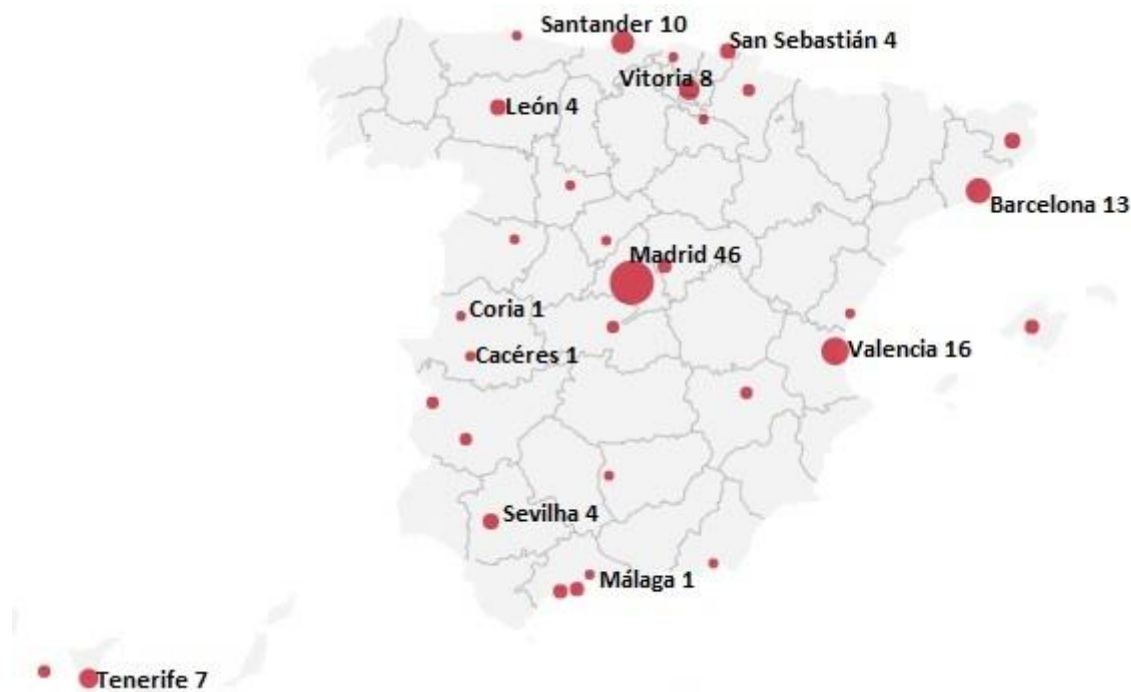 Santander 10
San Sebastián 4
Vitoria 8
León 4
Barcelona 13
Madrid 46
Coria 1
Valencia 16
Cacéres 1
Sevilha 4
Málaga 1
Tenerife 7